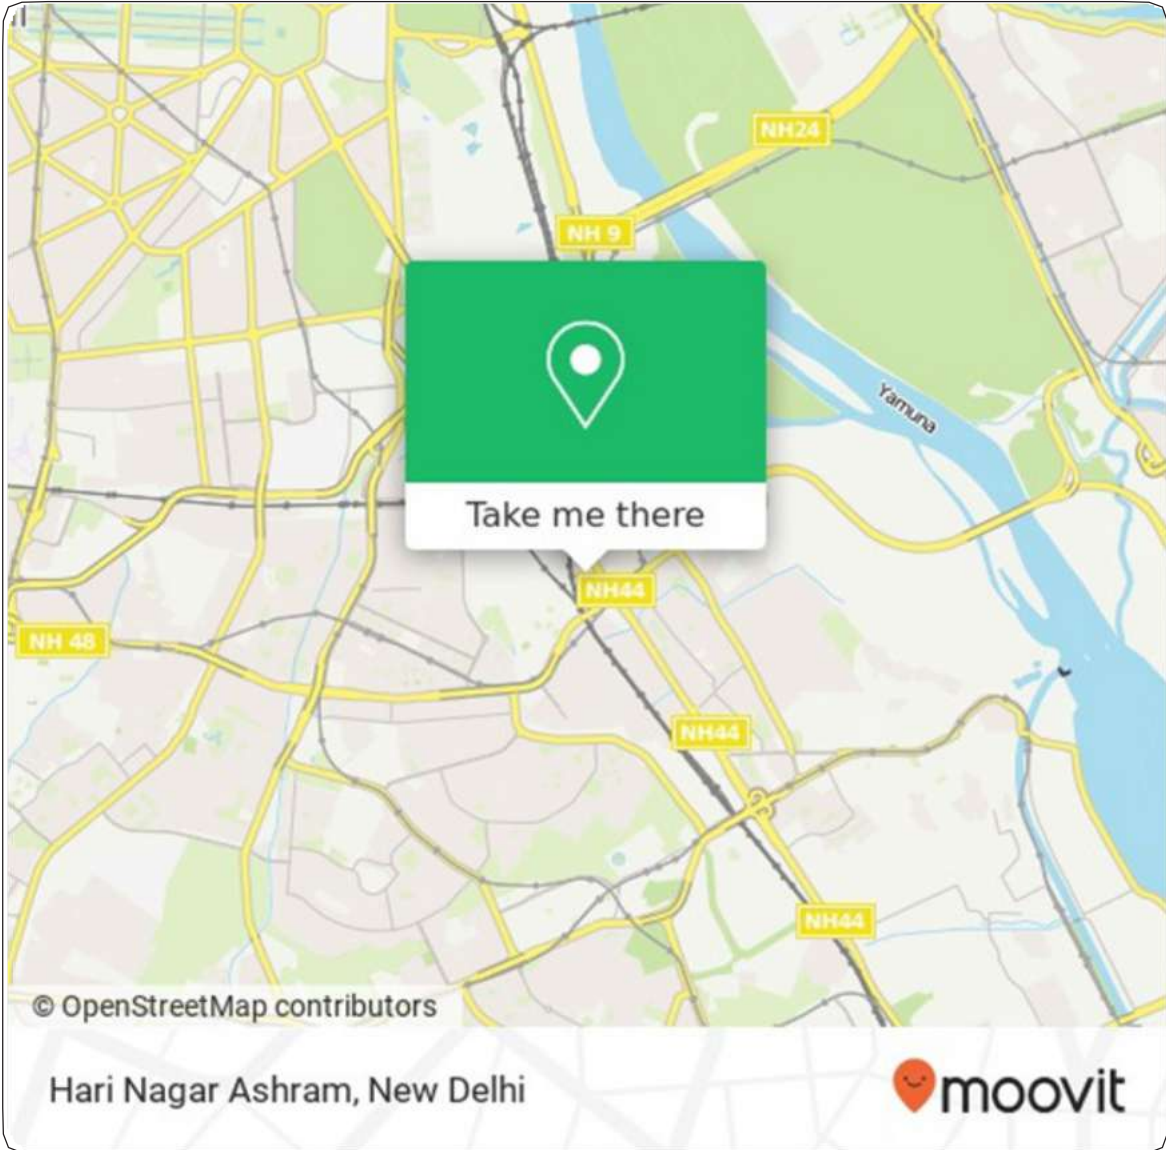 NH24
NH 9
Yamuna
Take me there
NH44
NH 48
NH44
NH44
© OpenStreetMap contributors
Hari Nagar Ashram, New Delhi
moovit